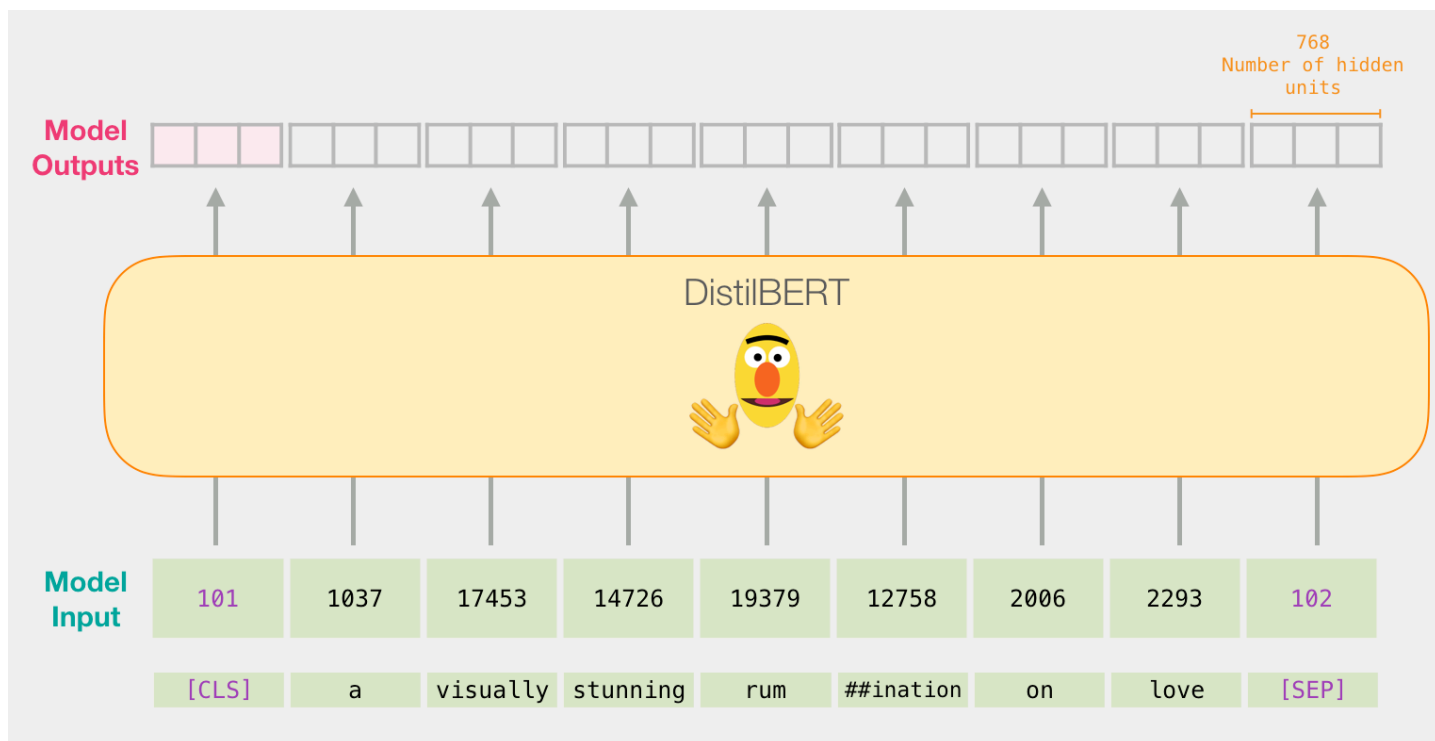 768
Number of hidden
units
Model
Outputs
DistilBERT
Model
Input
101 1037 17453 14726 19379 12758 2006 2293 102
[CLS] a visually stunning rum ##ination on love [SEP]